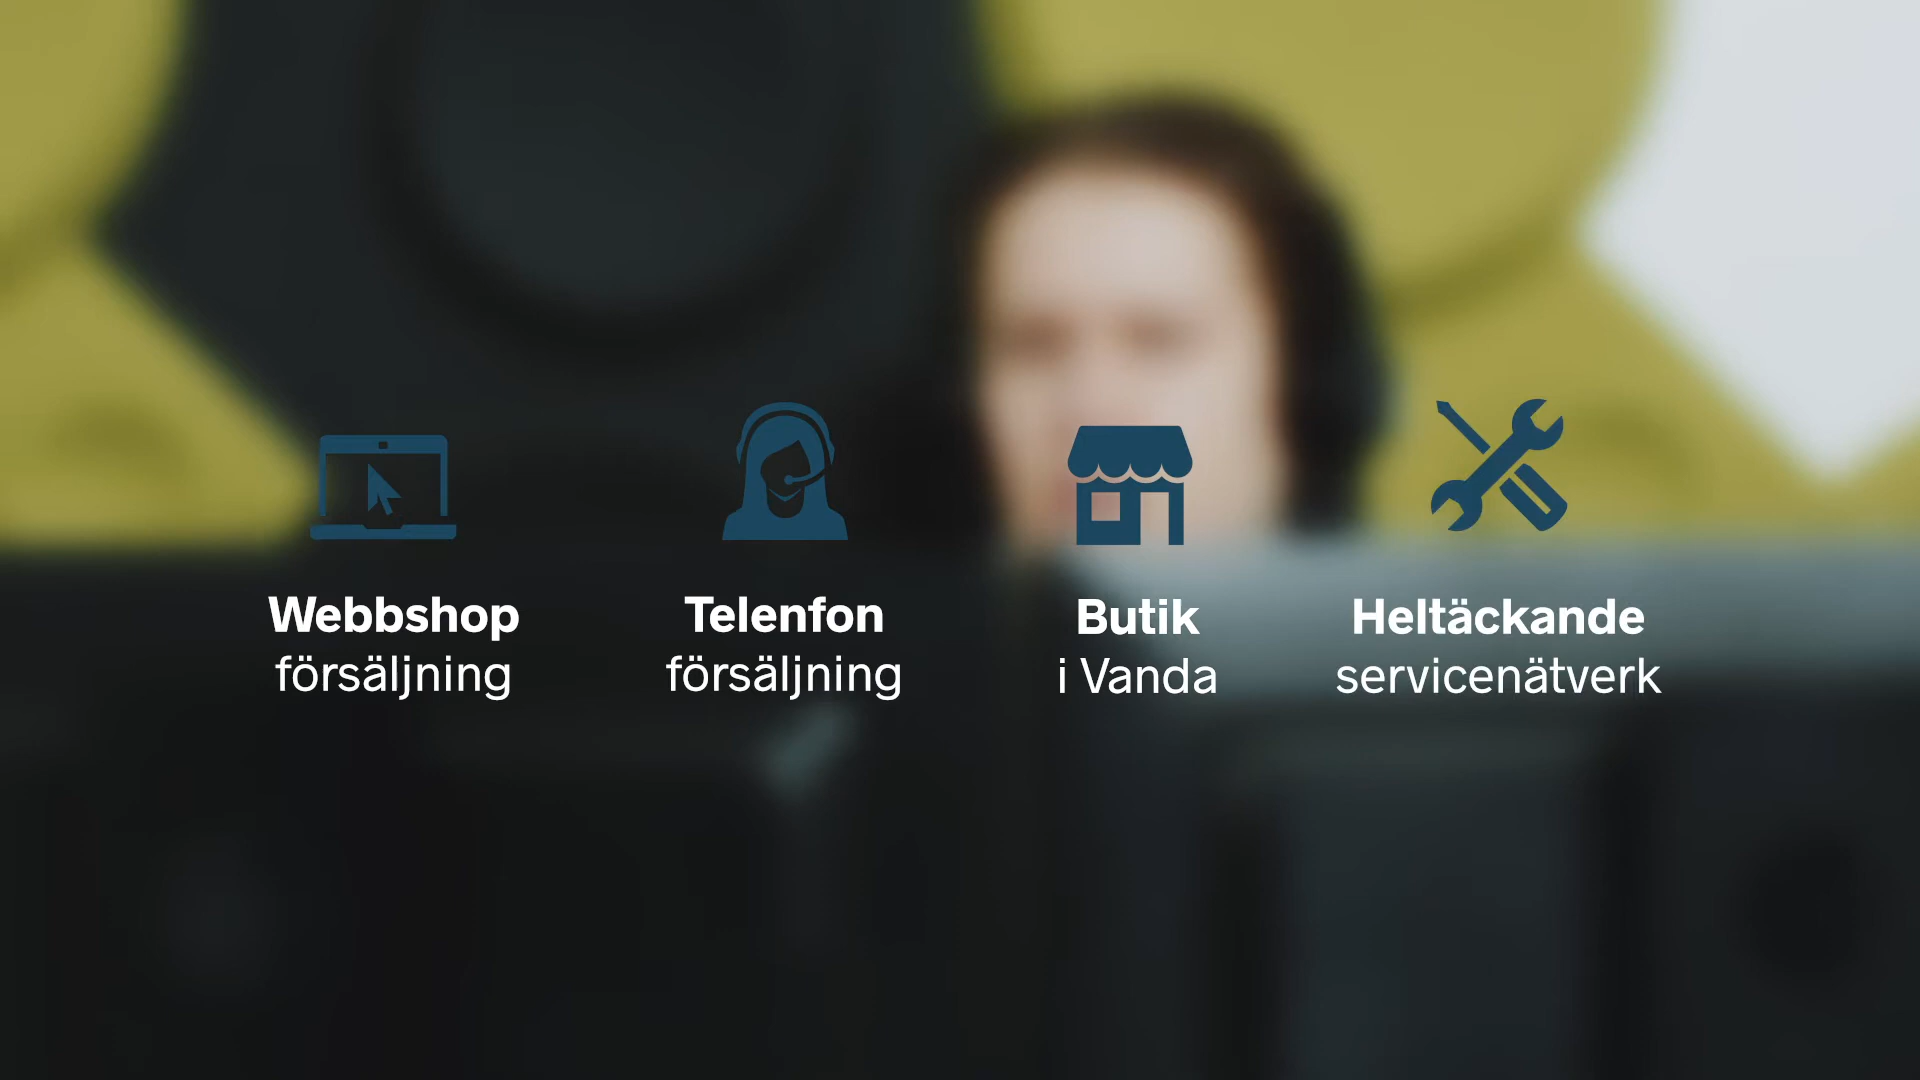 Webbshop
försäljning
Telenfon
försäljning
Butik
i Vanda
Heltäckande
servicenätverk